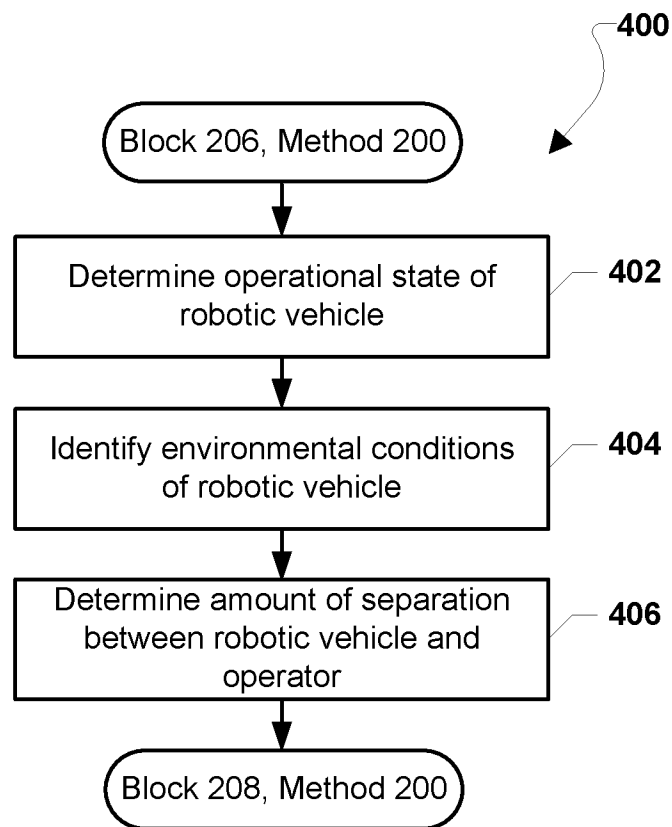 400
Block 206, Method 200
Determine operational state of
robotic vehicle
402
Identify environmental conditions
of robotic vehicle
404
Determine amount of separation
between robotic vehicle and
operator
406
Block 208, Method 200